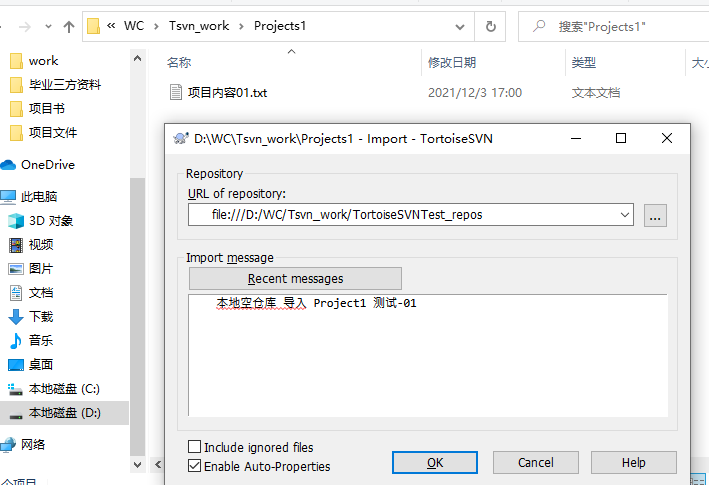 « WC › Tsvn_work › Projects1
搜索"Projects1"
work
毕业三方资料
项目书
项目文件
OneDrive
此电脑
3D 对象
视频
图片
文档
下载
音乐
桌面
本地磁盘 (C:)
本地磁盘 (D:)
网络
名称 修改日期 类型 大
项目内容01.txt 2021/12/3 17:00 文本文档
D:\WC\Tsvn_work\Projects1 - Import - TortoiseSVN
Repository
URL of repository:
file:///D:/WC/Tsvn_work/TortoiseSVNTest_repos
...
Import message
Recent messages
本地空仓库 导入 Project1 测试-01
Include ignored files
Enable Auto-Properties
OK Cancel Help